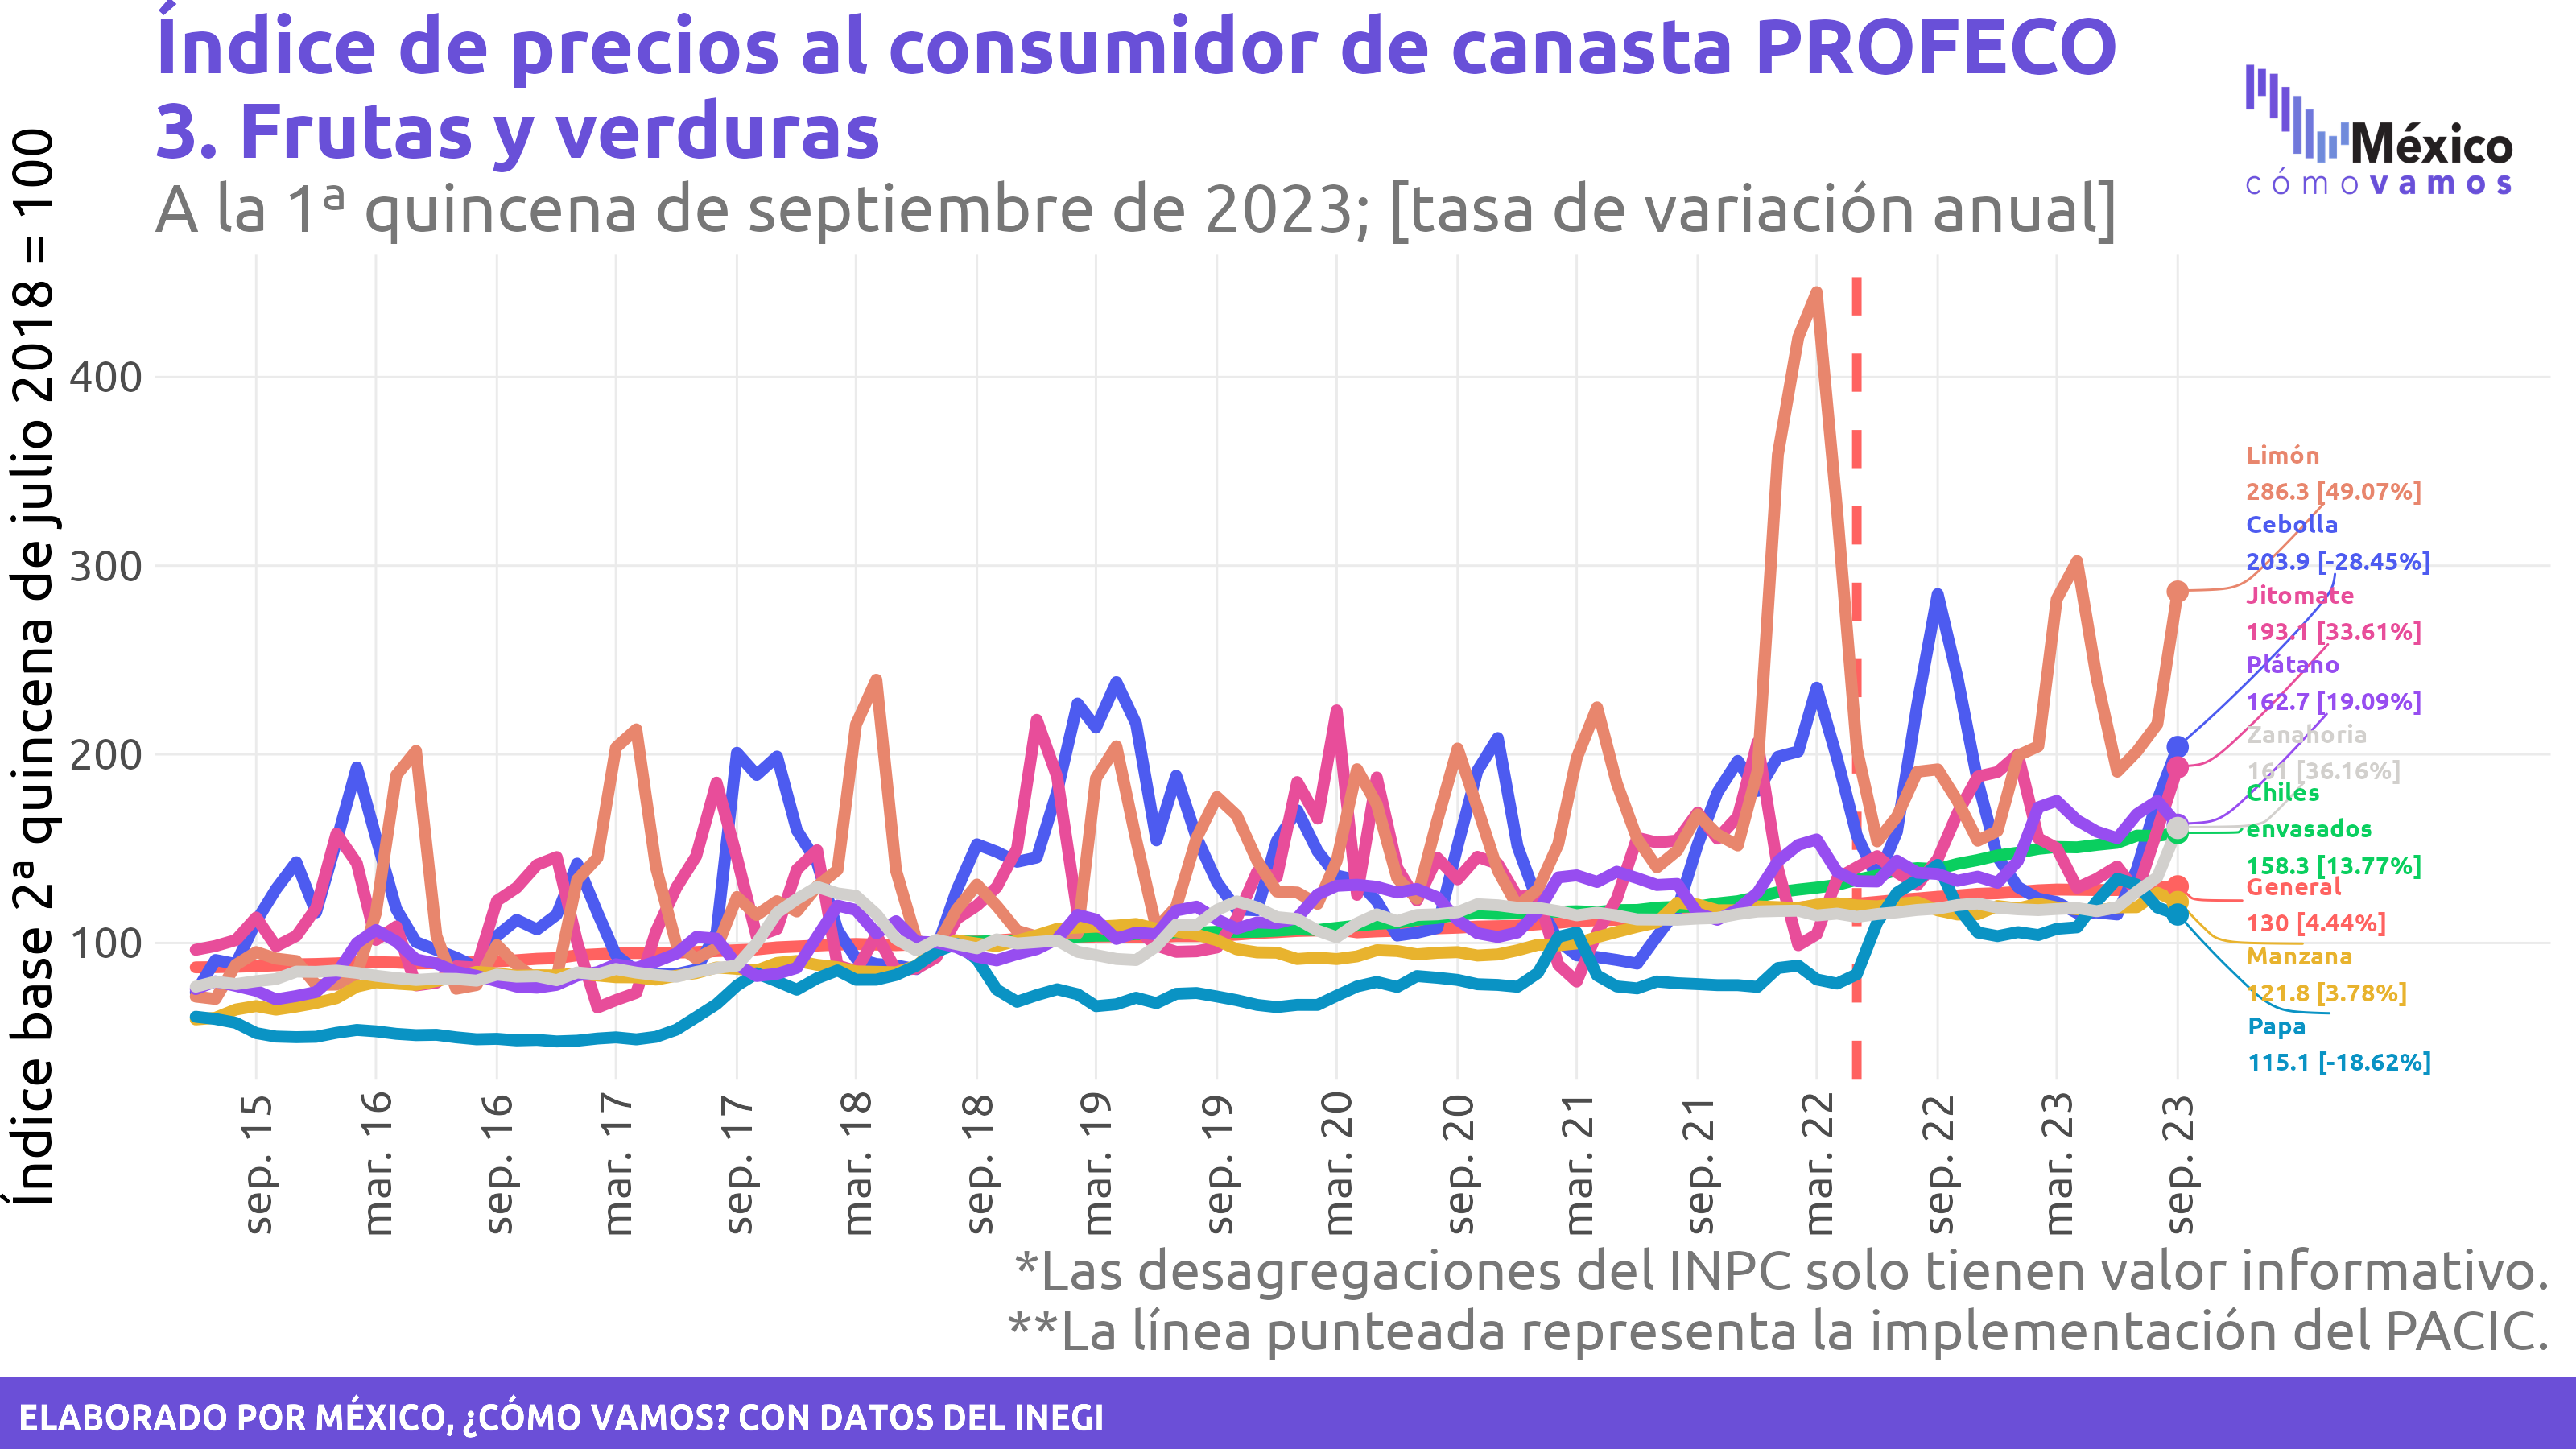 Índice de precios al consumidor de canasta PROFECO
3. Frutas y verduras
A la 1ª quincena de septiembre de 2023; [tasa de variación anual]
México
cómo vamos
Índice base 2ª quincena de julio 2018 = 100
400
300
200
100
Limón
286.3 [49.07%]
Cebolla
203.9 [-28.45%]
Jitomate
193.1 [33.61%]
Plátano
162.7 [19.09%]
Zanahoria
161 [36.16%]
Chiles
envasados
158.3 [13.77%]
General
130 [4.44%]
Manzana
121.8 [3.78%]
Papa
115.1 [-18.62%]
sep. 15
mar. 16
sep. 16
mar. 17
sep. 17
mar. 18
sep. 18
mar. 19
sep. 19
mar. 20
sep. 20
mar. 21
sep. 21
mar. 22
sep. 22
mar. 23
sep. 23
*Las desagregaciones del INPC solo tienen valor informativo.
**La línea punteada representa la implementación del PACIC.
ELABORADO POR MÉXICO, ¿CÓMO VAMOS? CON DATOS DEL INEGI